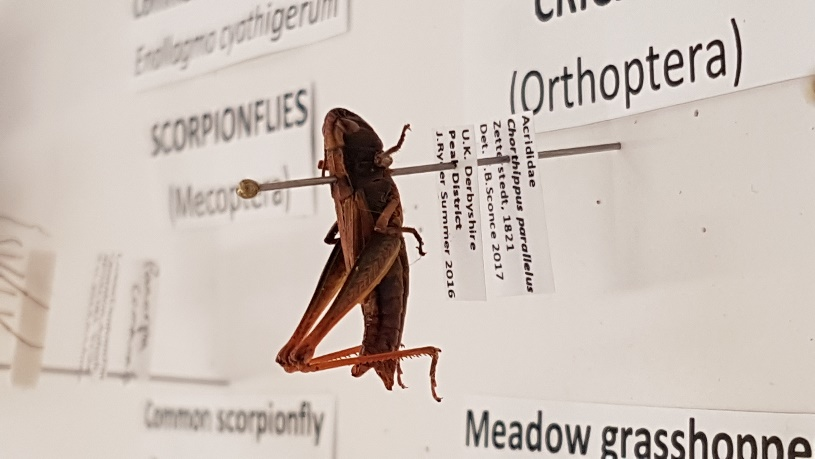 Enallagma cyathigerum
SCORPIONFLIES
(Mecoptera)
(Orthoptera)
Acrididae
Chorthippus parallelus
Zetterstedt, 1821
Det. .B.Sconce 2017
U.K. Derbyshire
Peak District
J.Ryder Summer 2016
Common scorpionfly
Meadow grasshoppe